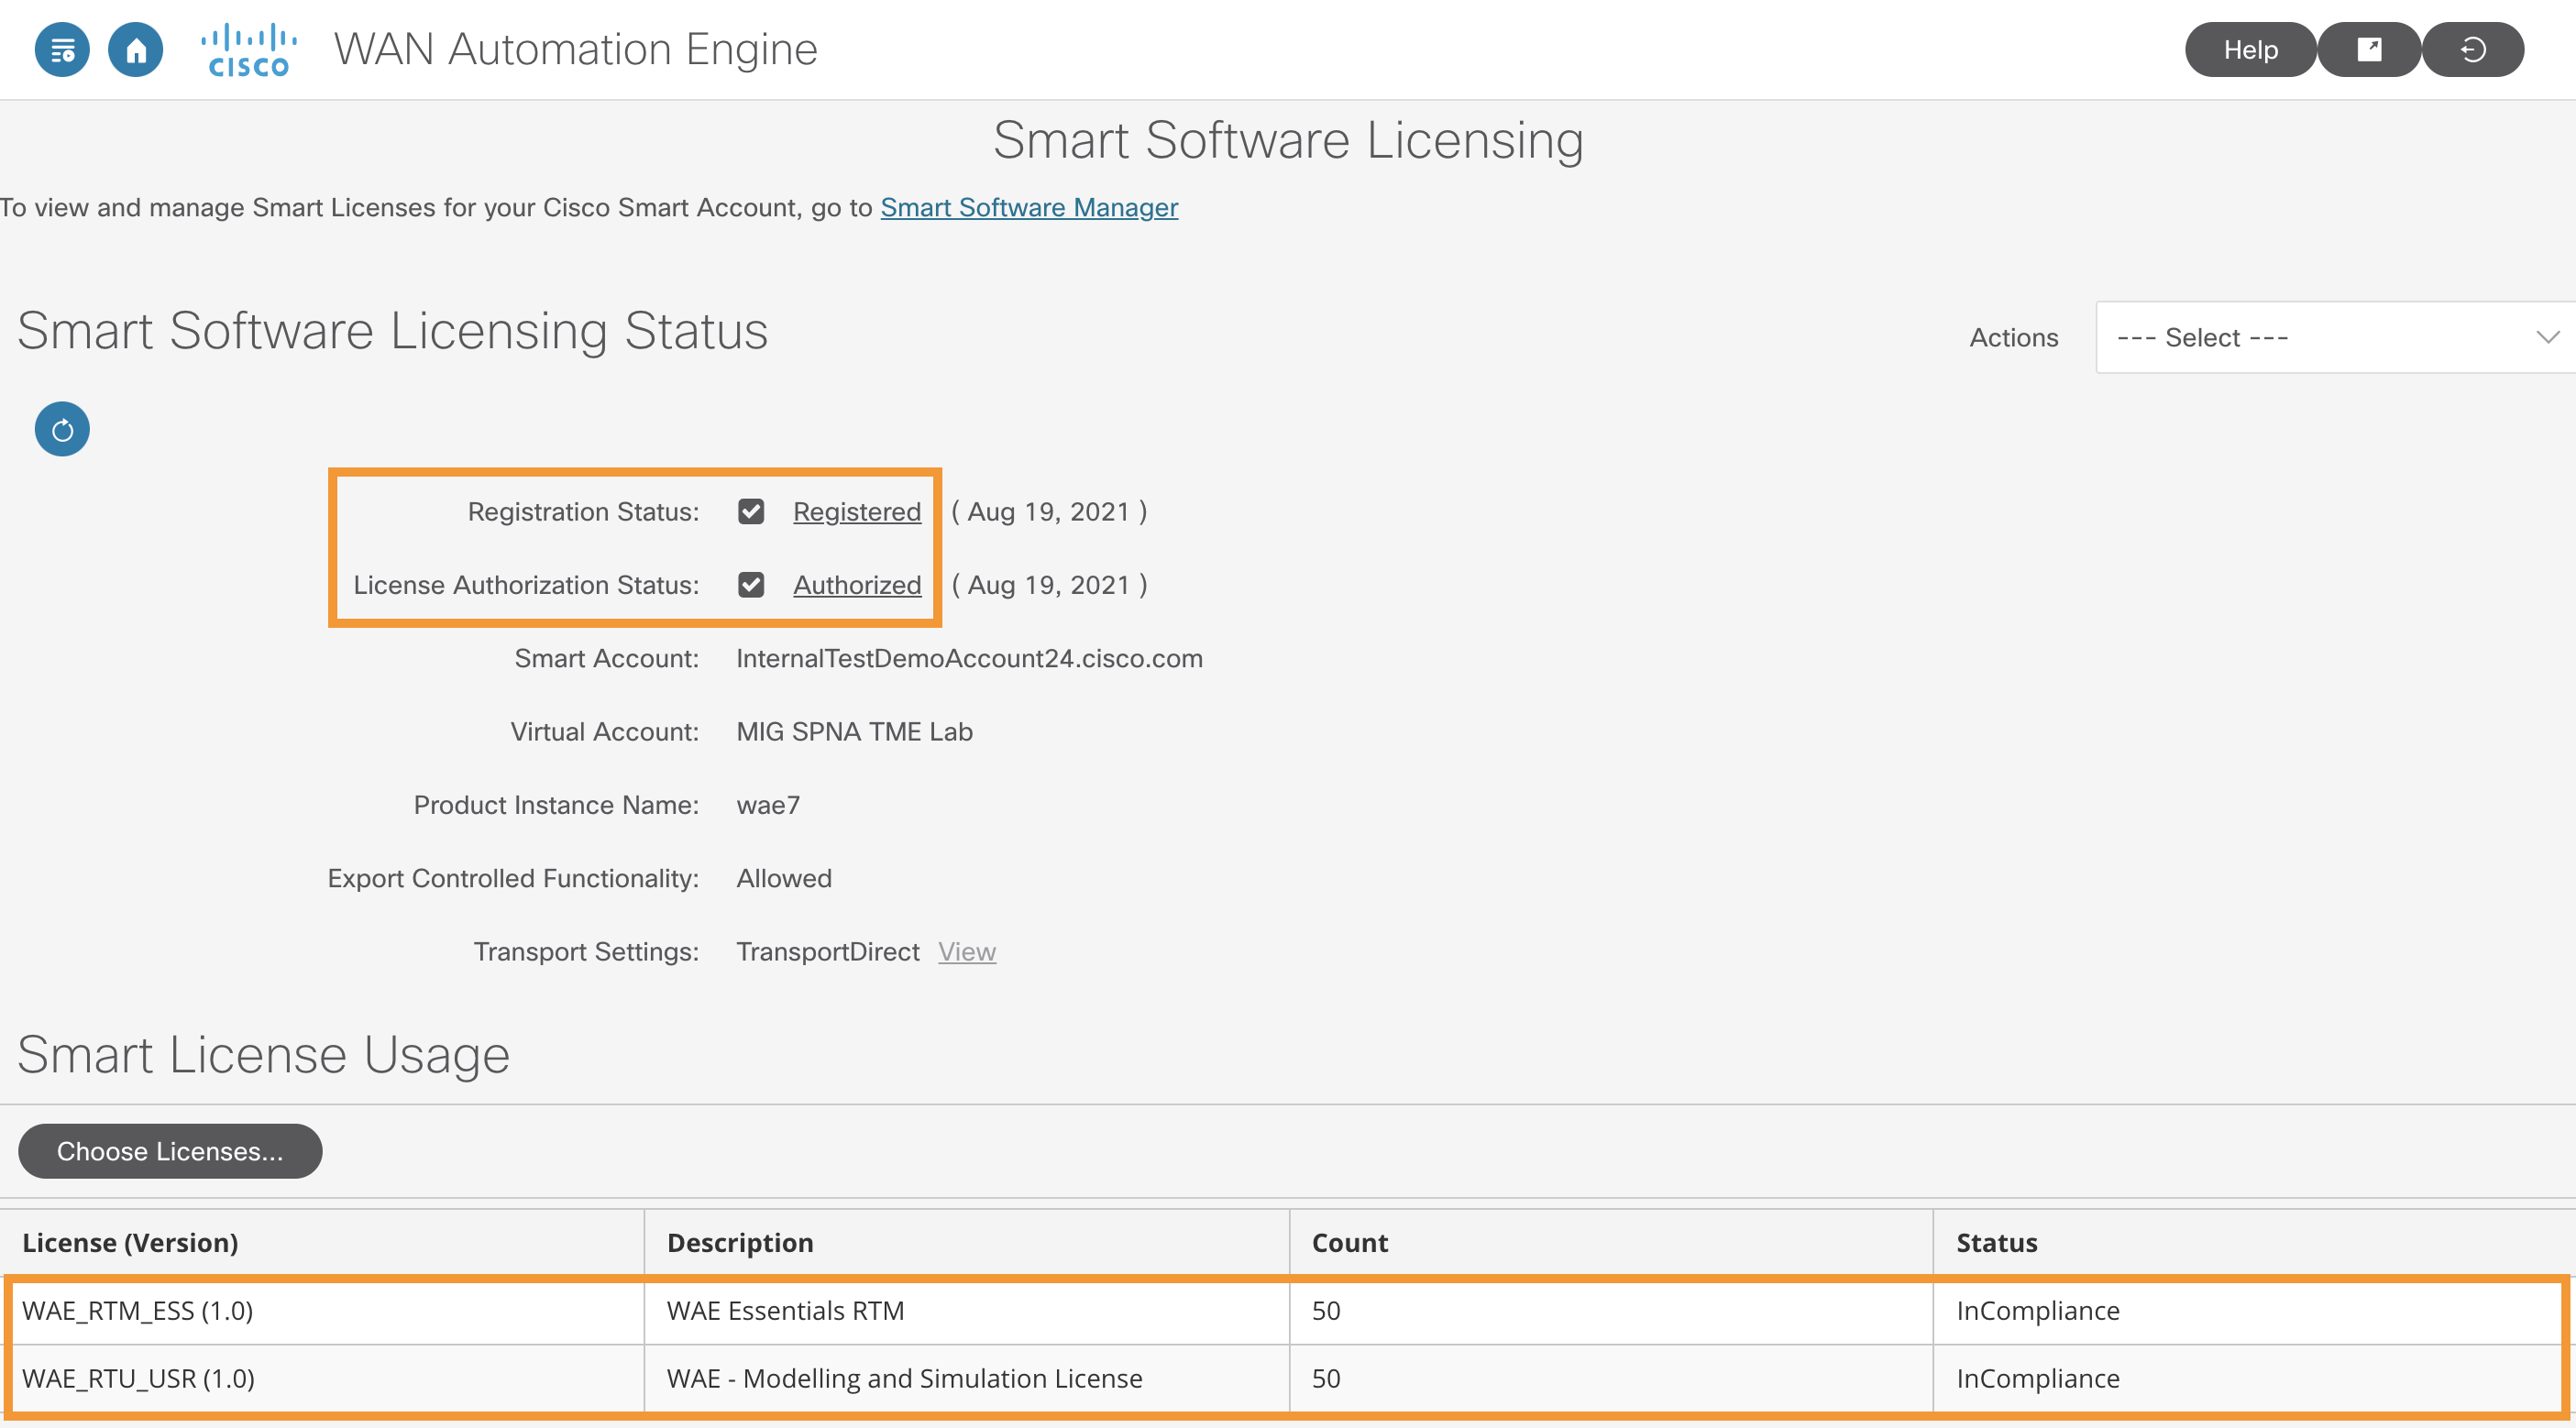 CISCO WAN Automation Engine Help
Smart Software Licensing
To view and manage Smart Licenses for your Cisco Smart Account, go to Smart Software Manager
Smart Software Licensing Status Actions --- Select ---
Registration Status: Registered ( Aug 19, 2021 )
License Authorization Status: Authorized ( Aug 19, 2021 )
Smart Account: InternalTestDemoAccount24.cisco.com
Virtual Account: MIG SPNA TME Lab
Product Instance Name: wae7
Export Controlled Functionality: Allowed
Transport Settings: TransportDirect View
Smart License Usage
Choose Licenses...
License (Version) Description Count Status
WAE_RTM_ESS (1.0) WAE Essentials RTM 50 InCompliance
WAE_RTU_USR (1.0) WAE - Modelling and Simulation License 50 InCompliance